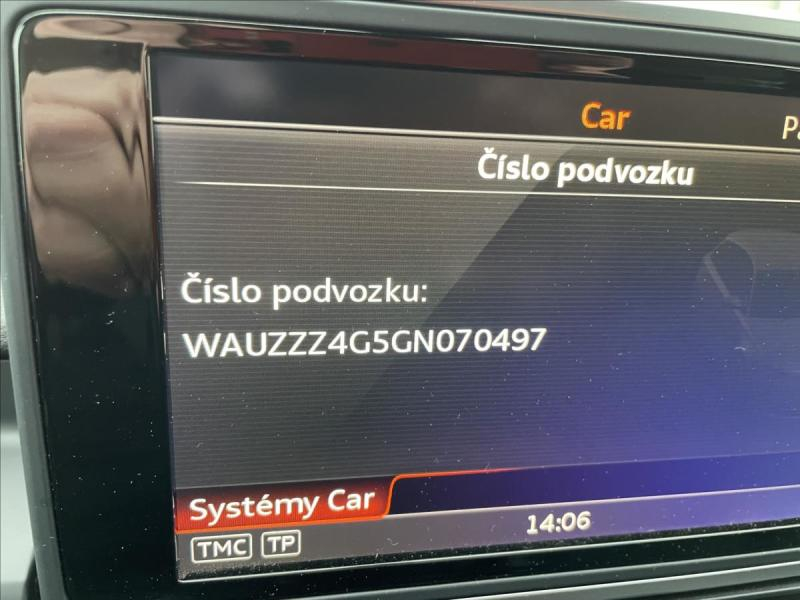 Car
Číslo podvozku
Číslo podvozku:
WAUZZZ4G5GN070497
Systémy Car
14:06
TMC TP